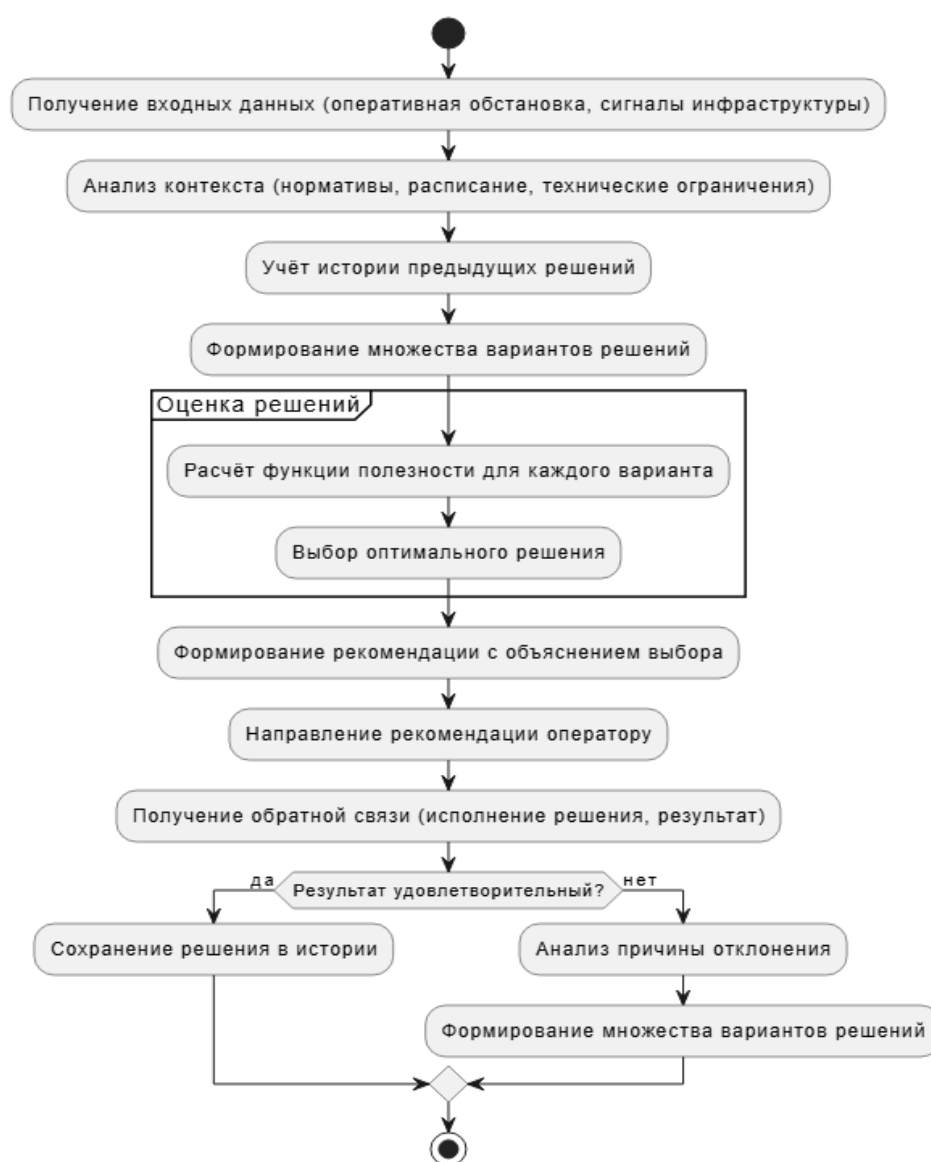 Получение входных данных (оперативная обстановка, сигналы инфраструктуры)
Анализ контекста (нормативы, расписание, технические ограничения)
Учёт истории предыдущих решений
Формирование множества вариантов решений
Оценка решений
Расчёт функции полезности для каждого варианта
Выбор оптимального решения
Формирование рекомендации с объяснением выбора
Направление рекомендации оператору
Получение обратной связи (исполнение решения, результат)
да
Результат удовлетворительный?
нет
Сохранение решения в истории
Анализ причины отклонения
Формирование множества вариантов решений